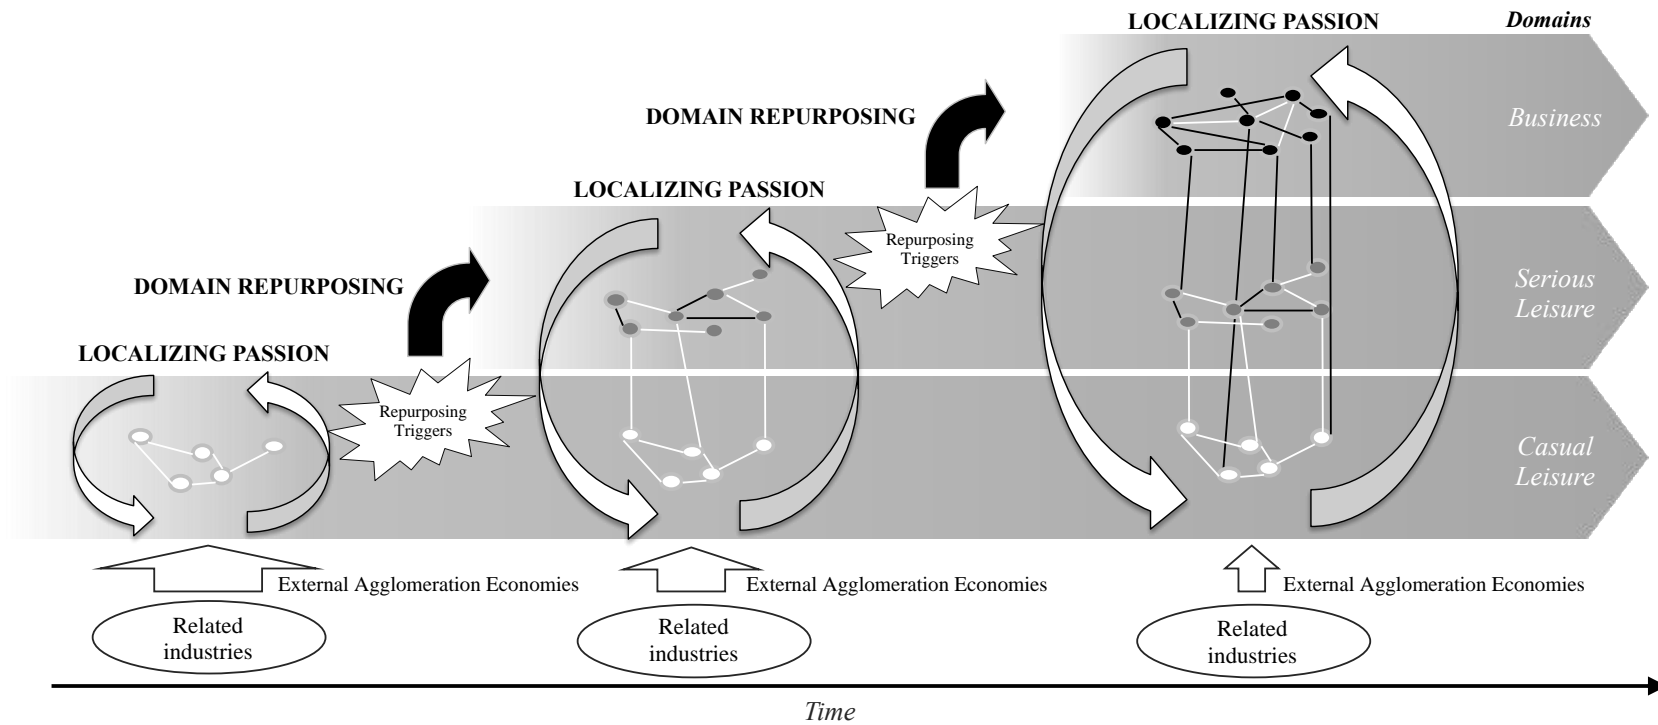 LOCALIZING PASSION
Domains
DOMAIN REPURPOSING
Business
LOCALIZING PASSION
Repurposing
Triggers
DOMAIN REPURPOSING
Serious
Leisure
LOCALIZING PASSION
Repurposing
Triggers
Casual
Leisure
External Agglomeration Economies
External Agglomeration Economies
External Agglomeration Economies
Related
industries
Related
industries
Related
industries
Time